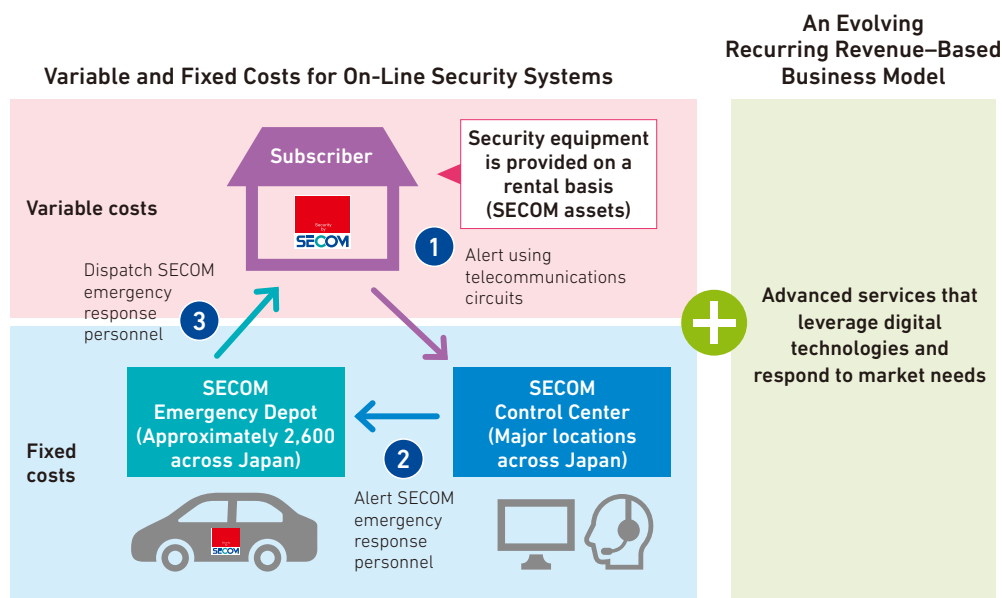 An Evolving
Recurring Revenue–Based
Business Model
Variable and Fixed Costs for On-Line Security Systems
Subscriber
Security equipment
is provided on a
rental basis
(SECOM assets)
Variable costs
Security
by
SECOM
1
Alert using
telecommunications
circuits
Dispatch SECOM
emergency
response
personnel
3
Advanced services that
leverage digital
technologies and
respond to market needs
SECOM
Emergency Depot
(Approximately 2,600
across Japan)
SECOM
Control Center
(Major locations
across Japan)
Fixed
costs
2
Alert SECOM
emergency
response
personnel
SECOM